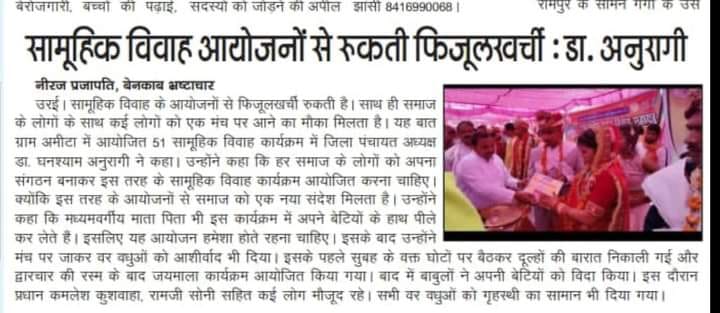 बेरोजगारी, बच्चों की पढ़ाई, सदस्यों को जोड़ने की अपील झांसी 8416990068।
रामपुर के सामने गंगा के उस
सामूहिक विवाह आयोजनों से रुकती फिजूलखर्ची : डा. अनुरागी
नीरज प्रजापति, बेनकाब भ्रष्टाचार
उरई। सामूहिक विवाह के आयोजनों से फिजूलखर्ची रुकती है। साथ ही समाज
के लोगों के साथ कई लोगों को एक मंच पर आने का मौका मिलता है। यह बात
ग्राम अमीटा में आयोजित 51 सामूहिक विवाह कार्यक्रम में जिला पंचायत अध्यक्ष
डा. घनश्याम अनुरागी ने कहा। उन्होंने कहा कि हर समाज के लोगों को अपना
संगठन बनाकर इस तरह के सामूहिक विवाह कार्यक्रम आयोजित करना चाहिए।
क्योंकि इस तरह के आयोजनों से समाज को एक नया संदेश मिलता है। उन्होंने
कहा कि मध्यमवर्गीय माता पिता भी इस कार्यक्रम में अपने बेटियों के हाथ पीले
कर लेते हैं। इसलिए यह आयोजन हमेशा होते रहना चाहिए। इसके बाद उन्होंने
मंच पर जाकर वर वधुओं को आशीर्वाद भी दिया। इसके पहले सुबह के वक्त घोटों पर बैठकर दूल्हों की बारात निकाली गई और
द्वारचार की रस्म के बाद जयमाला कार्यक्रम आयोजित किया गया। बाद में बाबुलों ने अपनी बेटियों को विदा किया। इस दौरान
प्रधान कमलेश कुशवाहा, रामजी सोनी सहित कई लोग मौजूद रहे। सभी वर वधुओं को गृहस्थी का सामान भी दिया गया।